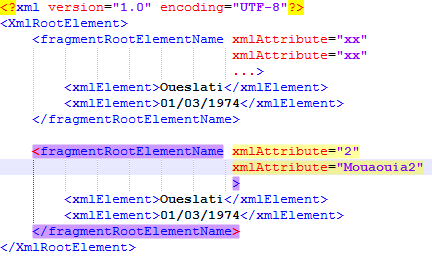 <?xml version="1.0" encoding="UTF-8"?>
<XmlRootElement>
<fragmentRootElementName xmlAttribute="xx"
xmlAttribute="xx"
...>
<xmlElement>Oueslati</xmlElement>
<xmlElement>01/03/1974</xmlElement>
</fragmentRootElementName>
<fragmentRootElementName xmlAttribute="2"
xmlAttribute="Mouaouia2"
>
<xmlElement>Oueslati</xmlElement>
<xmlElement>01/03/1974</xmlElement>
</fragmentRootElementName>
</XmlRootElement>